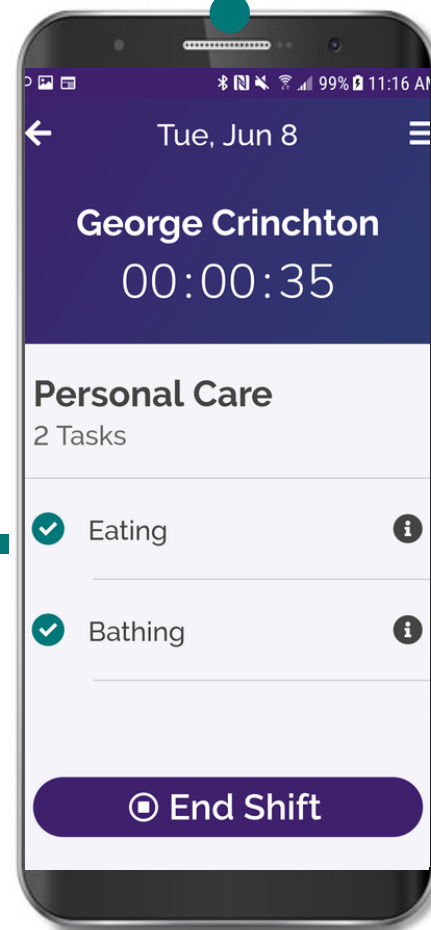 99% 11:16 AM
Tue, Jun 8
George Crinchton
00:00:35
Personal Care
2 Tasks
Eating
Bathing
End Shift